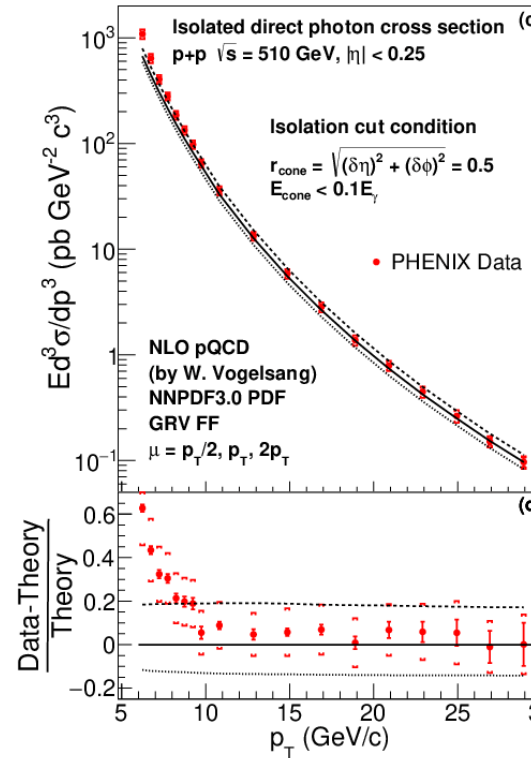 Isolated direct photon cross section
p+p √s = 510 GeV, |η| < 0.25
(c
Isolation cut condition
r_cone = √(δη)² + (δϕ)² = 0.5
E_cone < 0.1E_γ
PHENIX Data
NLO pQCD
(by W. Vogelsang)
NNPDF3.0 PDF
GRV FF
μ = p_T/2, p_T, 2p_T
Ed³σ/dp³ (pb GeV⁻² c³)
10³
10²
10
1
10⁻¹
Data-Theory
Theory
0.6
0.4
0.2
0
−0.2
5 10 15 20 25 3
p_T (GeV/c)